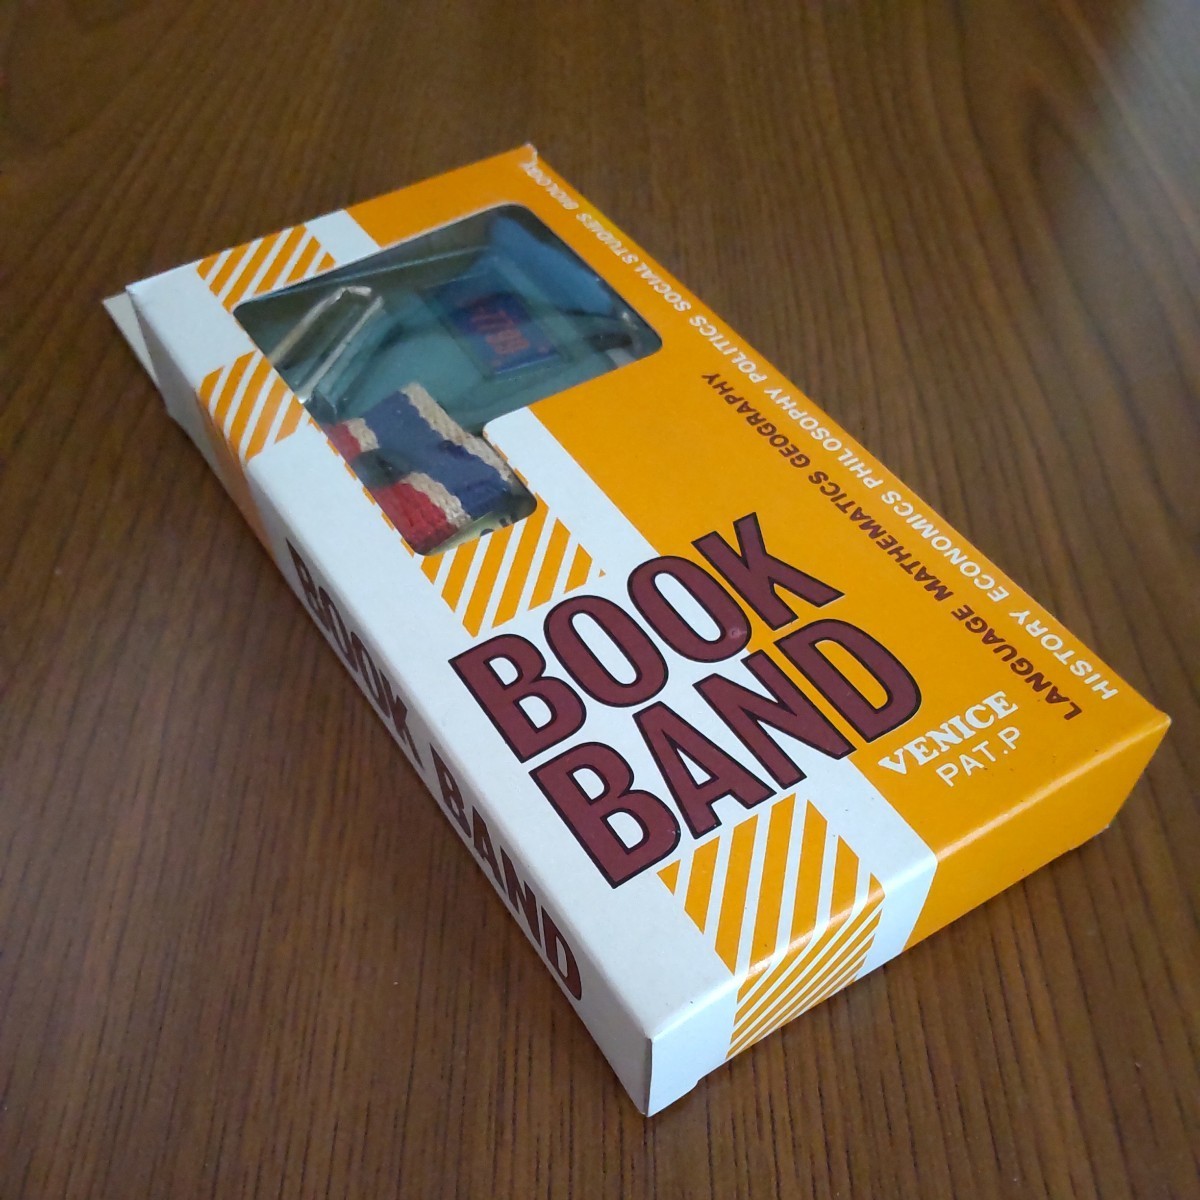 HISTORY ECONOMICS PHILOSOPHY POLITICS SOCIAL STUDIES
LANGUAGE MATHEMATICS GEOGRAPHY
BOOK
BAND
VENICE
PAT.P
BOOK BAND